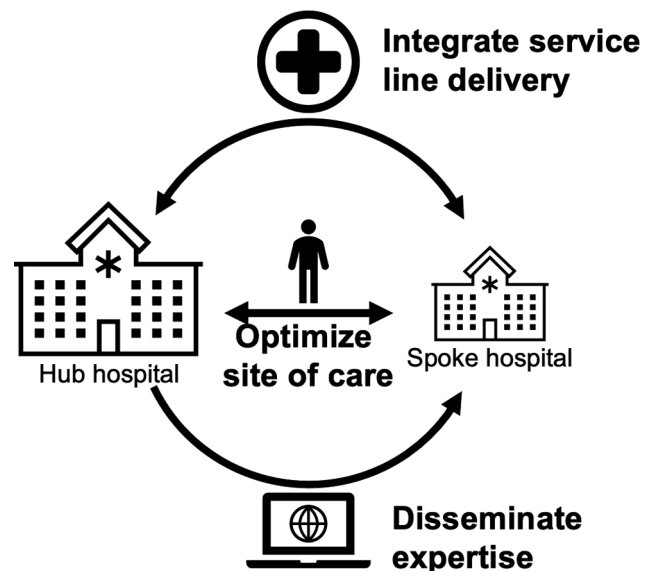 Integrate service
line delivery
Optimize
site of care
Hub hospital
Spoke hospital
Disseminate
expertise